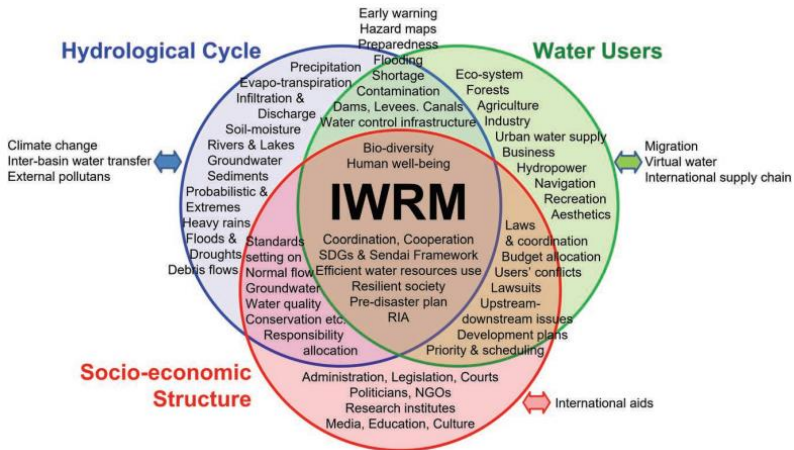 Hydrological Cycle
Water Users
Early warning
Hazard maps
Preparedness
Flooding
Shortage
Contamination
Dams, Levees. Canals
Water control infrastructure
Precipitation
Evapo-transpiration
Infiltration &
Discharge
Soil-moisture
Rivers & Lakes
Groundwater
Sediments
Probabilistic &
Extremes
Heavy rains
Floods &
Droughts
Debris flows
Eco-system
Forests
Agriculture
Industry
Urban water supply
Business
Hydropower
Navigation
Recreation
Aesthetics
Climate change
Inter-basin water transfer
External pollutans
Migration
Virtual water
International supply chain
Bio-diversity
Human well-being
IWRM
Coordination, Cooperation
SDGs & Sendai Framework
Efficient water resources use
Resilient society
Pre-disaster plan
RIA
Standards
setting on
Normal flow
Groundwater
Water quality
Conservation etc.
Responsibility
allocation
Laws
& coordination
Budget allocation
Users' conflicts
Lawsuits
Upstream-
downstream issues
Development plans
Priority & scheduling
Socio-economic
Structure
Administration, Legislation, Courts
Politicians, NGOs
Research institutes
Media, Education, Culture
International aids